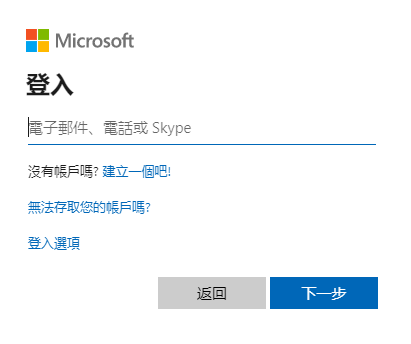 Microsoft
登入
電子郵件、電話或 Skype
沒有帳戶嗎? 建立一個吧!
無法存取您的帳戶嗎?
登入選項
返回 下一步